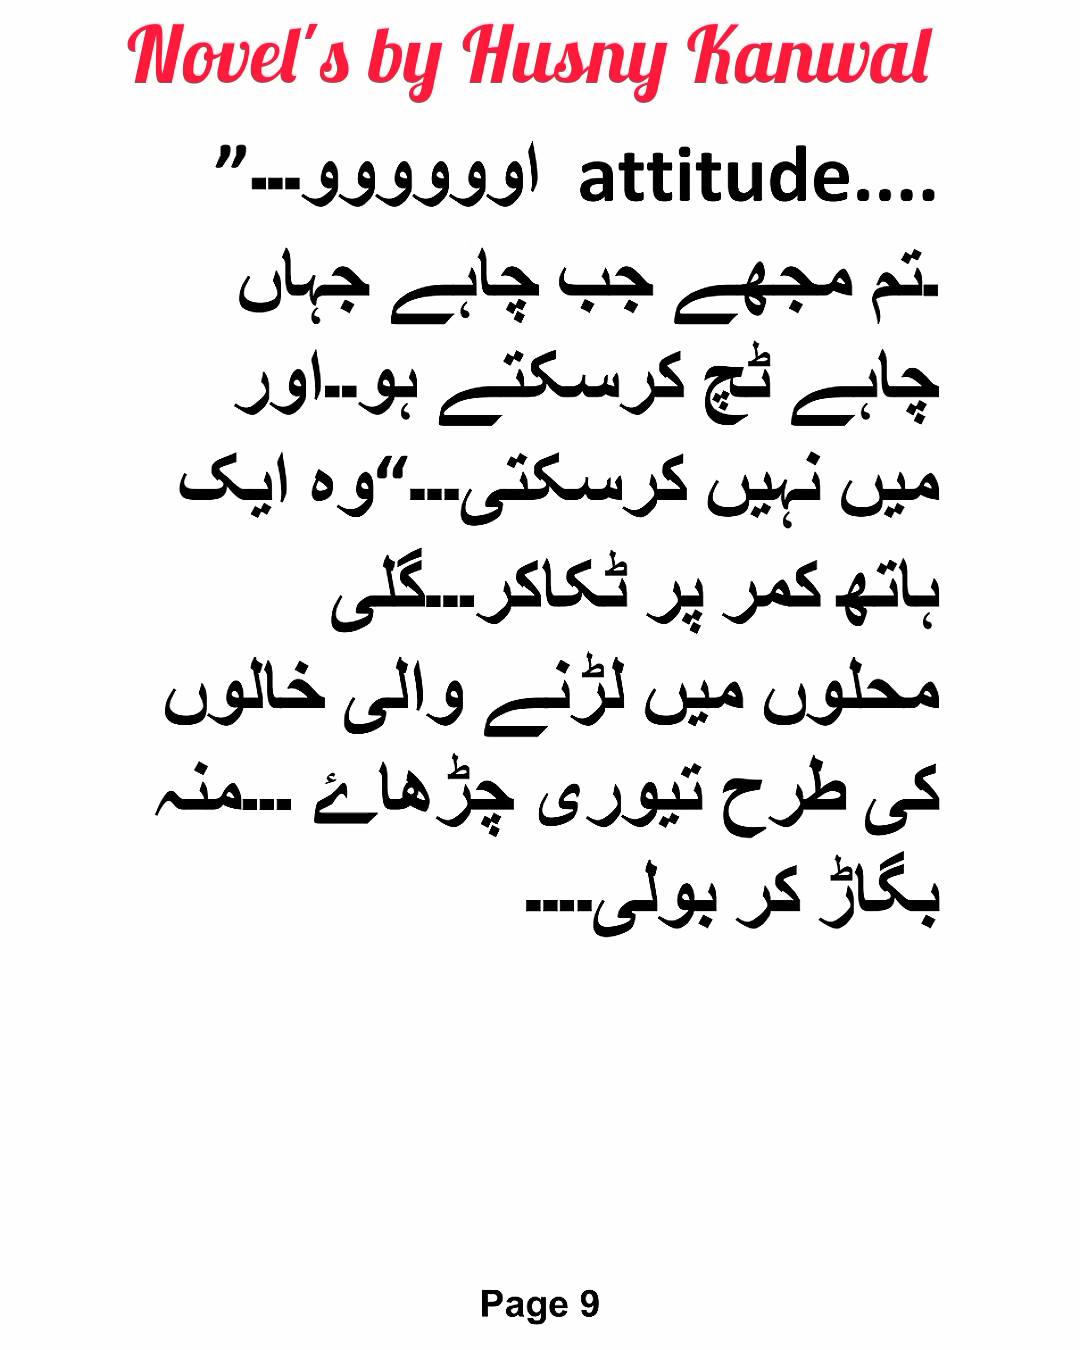 Novel's by Husny Kanwal
attitude....  اوووووو---”
-تم مجھے جب چاہے جہاں
چاہے ٹچ کرسکتے ہو--اور
میں نہیں کرسکتی---“وہ ایک
ہاتھ کمر پر ٹکاکر---گلی
محلوں میں لڑنے والی خالوں
کی طرح تیوری چڑھاۓ ---منہ
بگاڑ کر بولی----
Page 9